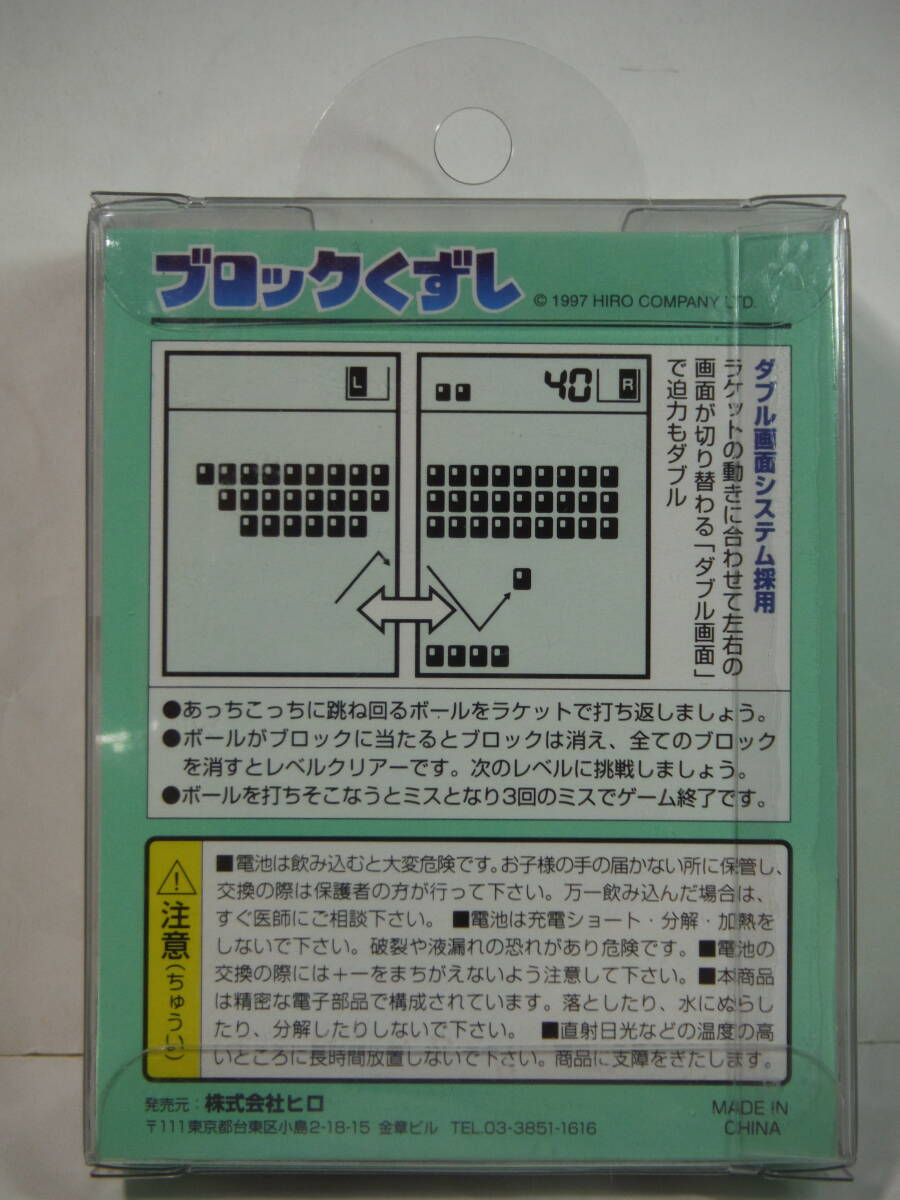 ブロックくずし
© 1997 HIRO COMPANY LTD.
L
40
R
ダブル画面システム採用
ラケットの動きに合わせて左右の
画面が切り替わる「ダブル画面」
で迫力もダブル
●あっちこっちに跳ね回るボールをラケットで打ち返しましょう。
●ボールがブロックに当たるとブロックは消え、全てのブロック
を消すとレベルクリアーです。次のレベルに挑戦しましょう。
●ボールを打ちそこなうとミスとなり3回のミスでゲーム終了です。
注意(ちゅうい)
■電池は飲み込むと大変危険です。お子様の手の届かない所に保管し、
交換の際は保護者の方が行って下さい。万一飲み込んだ場合は、
すぐ医師にご相談下さい。 ■電池は充電ショート・分解・加熱を
しないで下さい。破裂や液漏れの恐れがあり危険です。■電池の
交換の際には+−をまちがえないよう注意して下さい。■本商品
は精密な電子部品で構成されています。落としたり、水にぬらし
たり、分解したりしないで下さい。 ■直射日光などの温度の高
いところに長時間放置しないで下さい。商品に支障をきたします。
発売元:株式会社ヒロ
〒111東京都台東区小島2-18-15 金章ビル TEL.03-3851-1616
MADE IN
CHINA